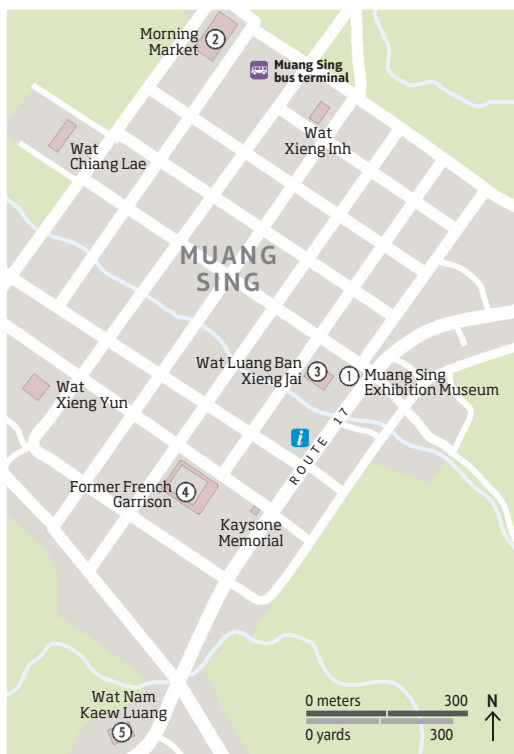 Morning
Market
2
Muang Sing
bus terminal
Wat
Xieng Inh
Wat
Chiang Lae
MUANG
SING
Wat Luang Ban
Xieng Jai
3
1
Muang Sing
Exhibition Museum
Wat
Xieng Yun
i
ROUTE 17
Former French
Garrison
4
Kaysone
Memorial
Wat Nam
Kaew Luang
5
0 meters 300
0 yards 300
N